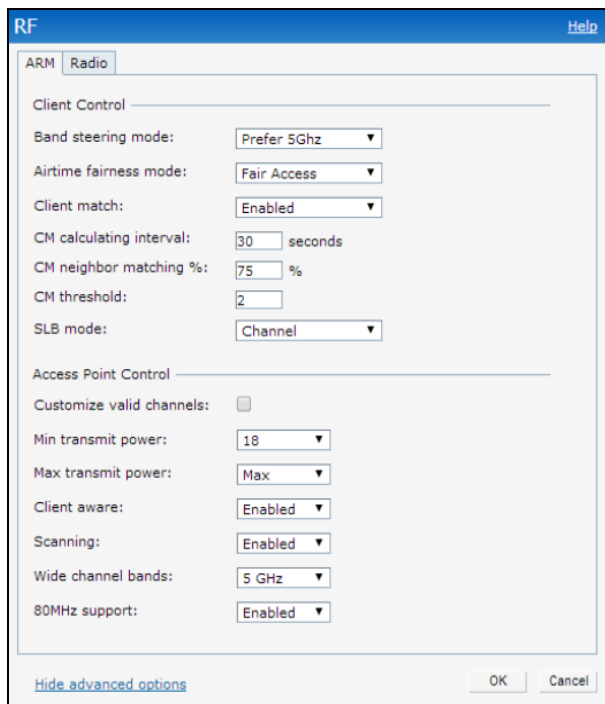 RF Help
ARM Radio
Client Control
Band steering mode: Prefer 5Ghz
Airtime fairness mode: Fair Access
Client match: Enabled
CM calculating interval: 30 seconds
CM neighbor matching %: 75 %
CM threshold: 2
SLB mode: Channel
Access Point Control
Customize valid channels:
Min transmit power: 18
Max transmit power: Max
Client aware: Enabled
Scanning: Enabled
Wide channel bands: 5 GHz
80MHz support: Enabled
Hide advanced options OK Cancel